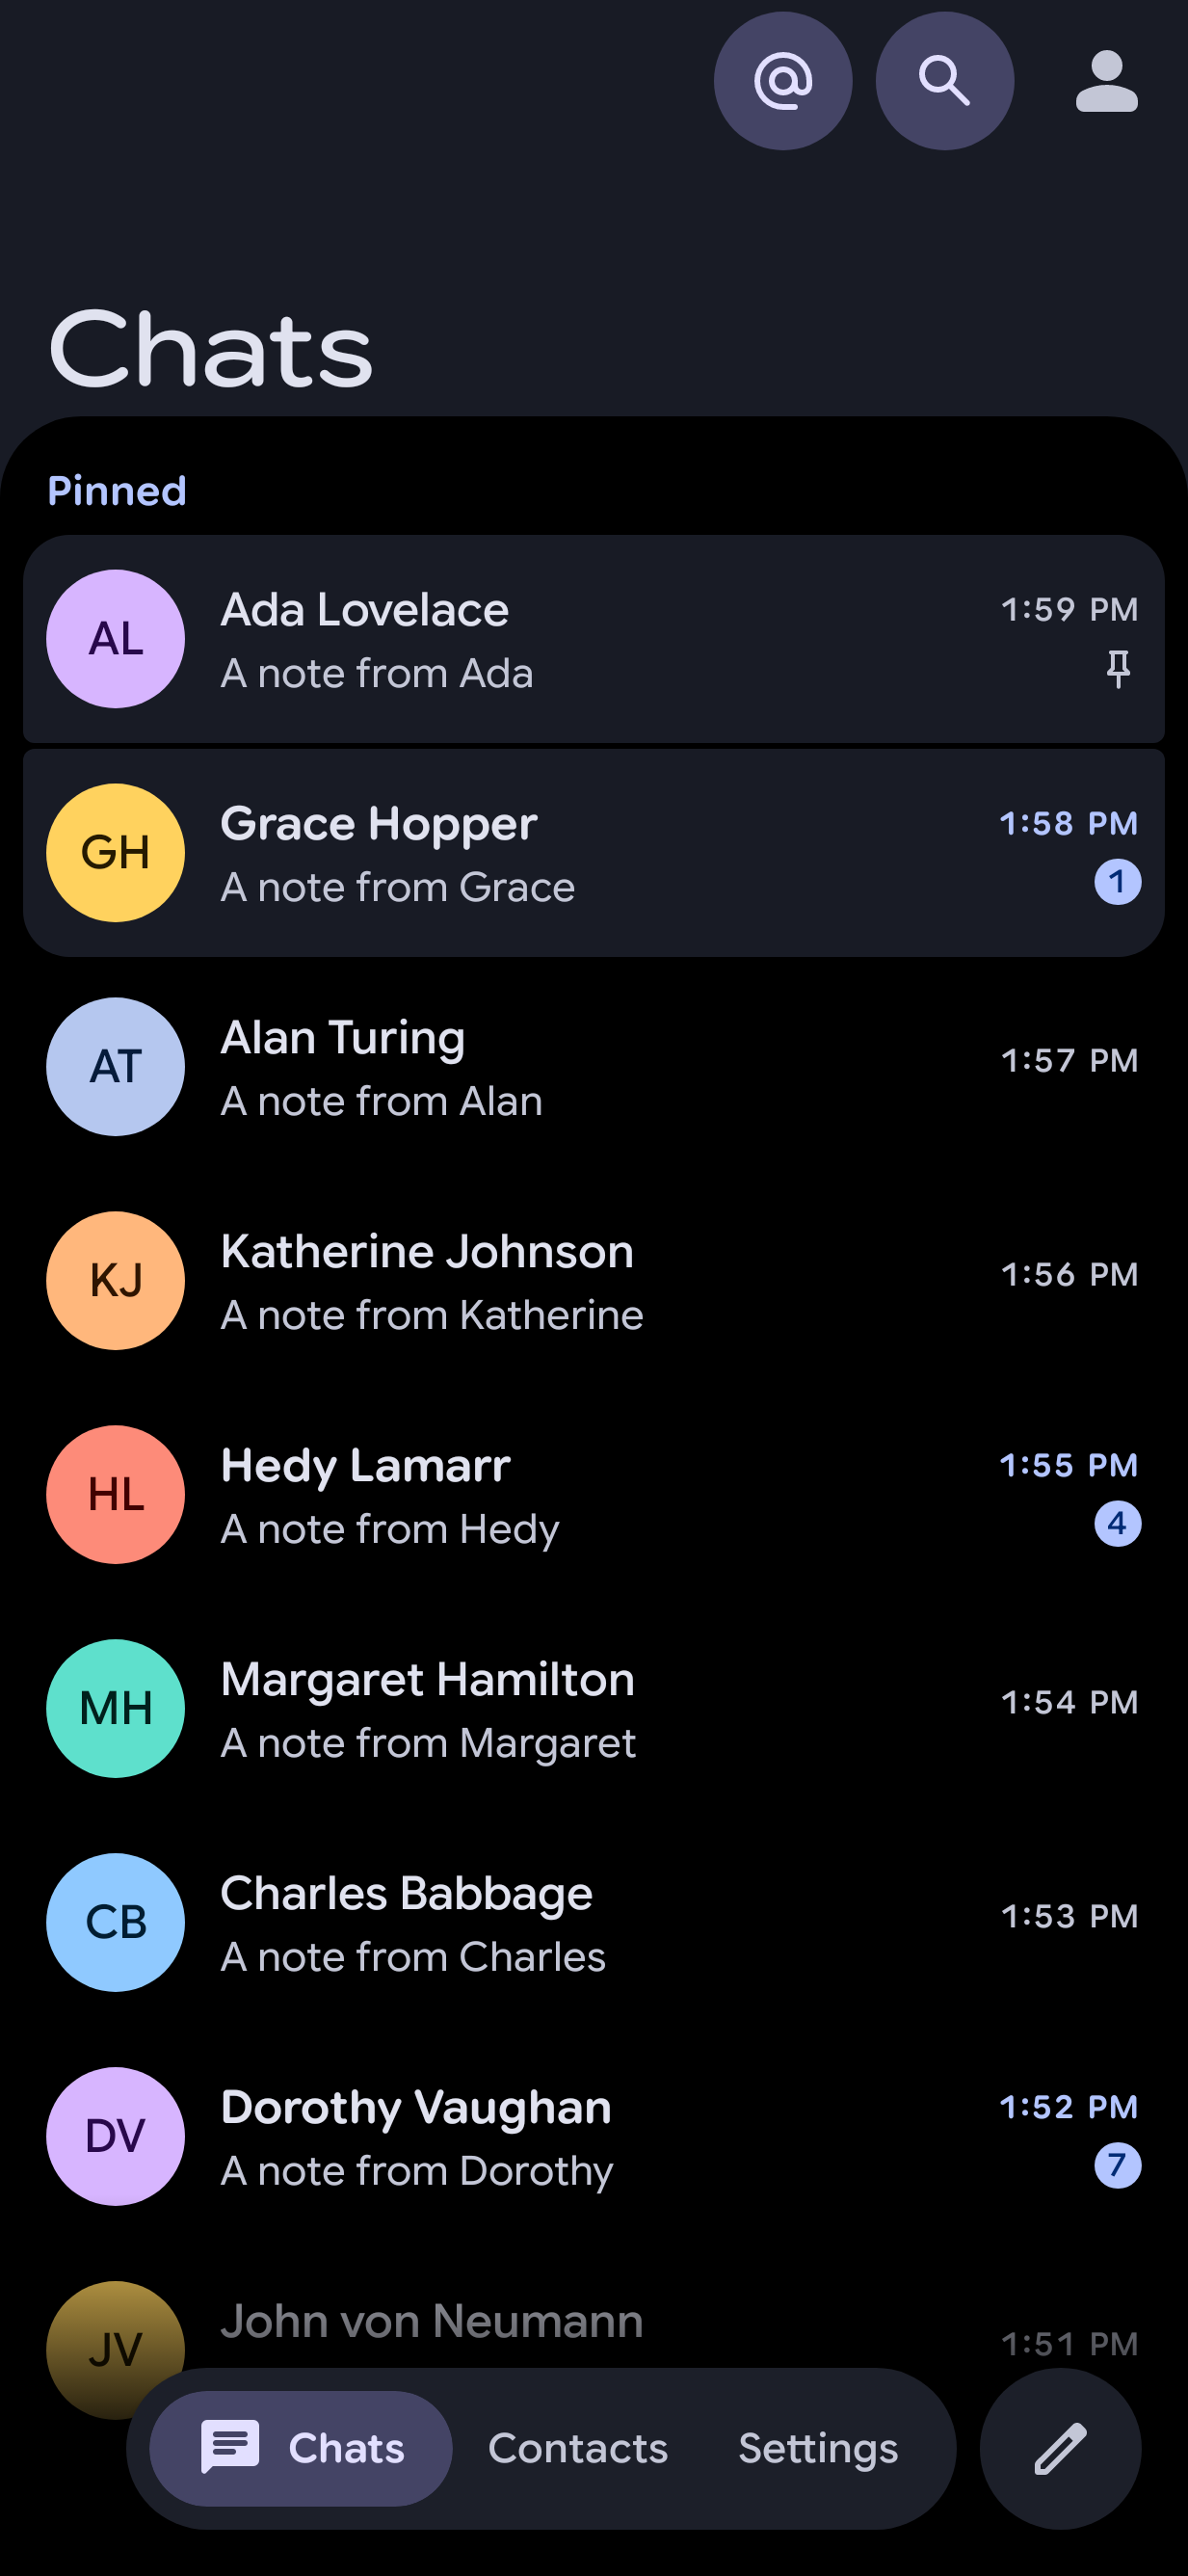 Chats
Pinned
AL
Ada Lovelace
1:59 PM
A note from Ada
GH
Grace Hopper
1:58 PM
A note from Grace
1
AT
Alan Turing
1:57 PM
A note from Alan
KJ
Katherine Johnson
1:56 PM
A note from Katherine
HL
Hedy Lamarr
1:55 PM
A note from Hedy
4
MH
Margaret Hamilton
1:54 PM
A note from Margaret
CB
Charles Babbage
1:53 PM
A note from Charles
DV
Dorothy Vaughan
1:52 PM
A note from Dorothy
7
JV
John von Neumann
1:51 PM
Chats
Contacts
Settings